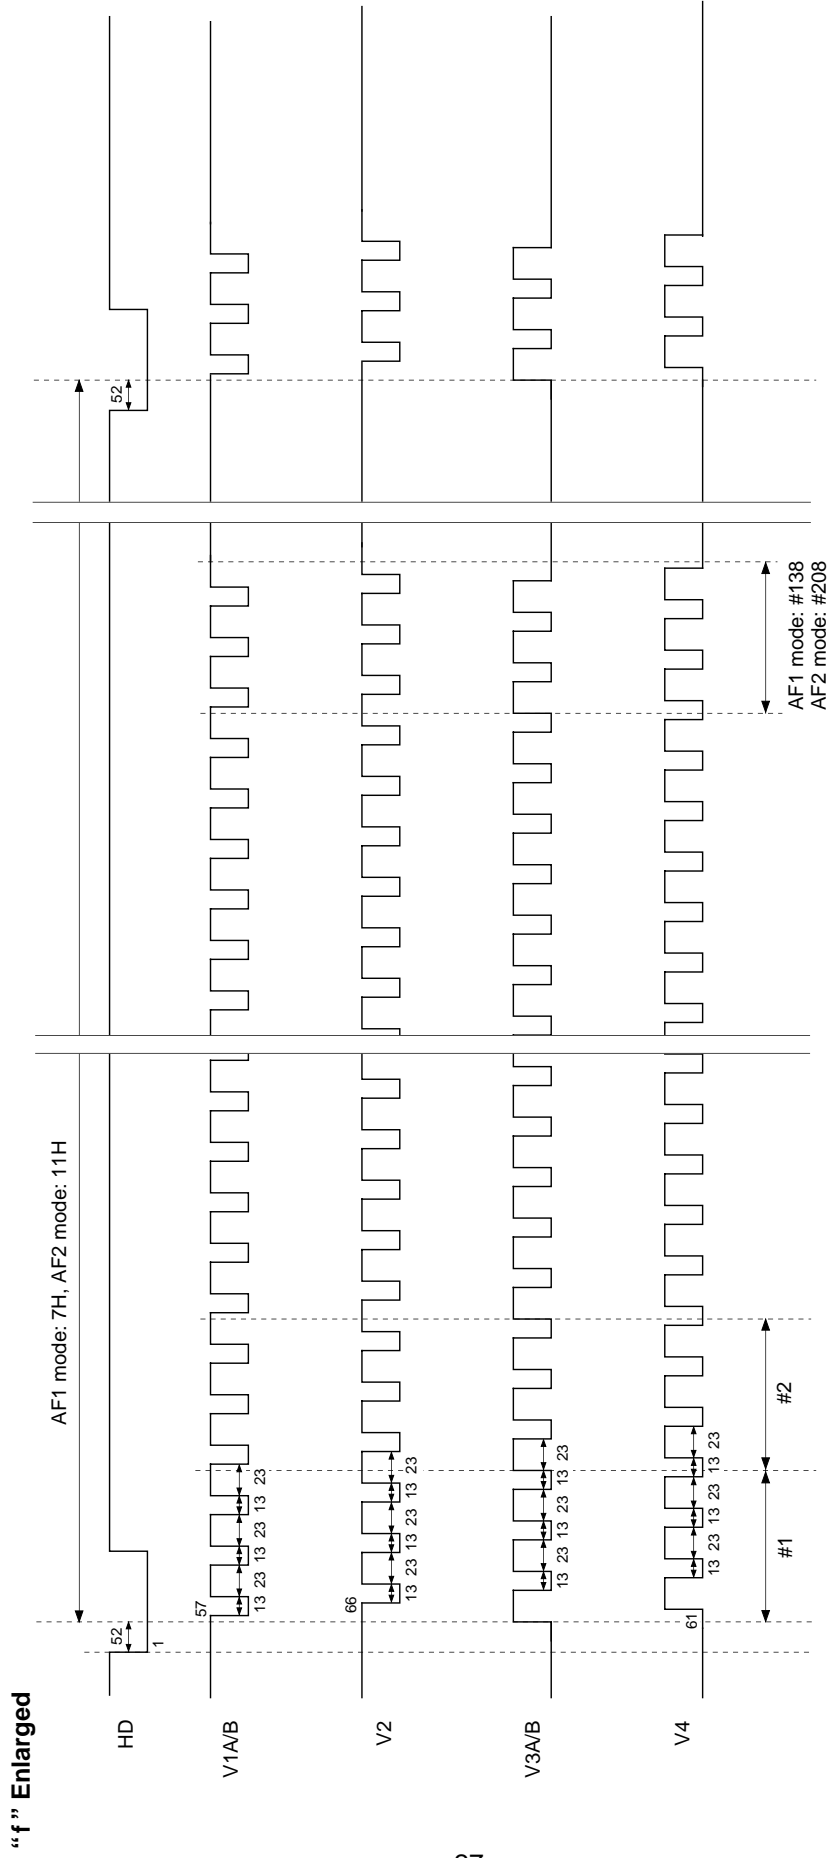 “ f ” Enlarged
AF1 mode: 7H, AF2 mode: 11H
HD
52
1
52
V1A/B
57
13 23 13 23 13 23
V2
66
13 23 13 23 13 23
V3A/B
13 23 13 23 13 23
V4
61
13 23 13 23 13 23
#1
#2
AF1 mode: #138
AF2 mode: #208